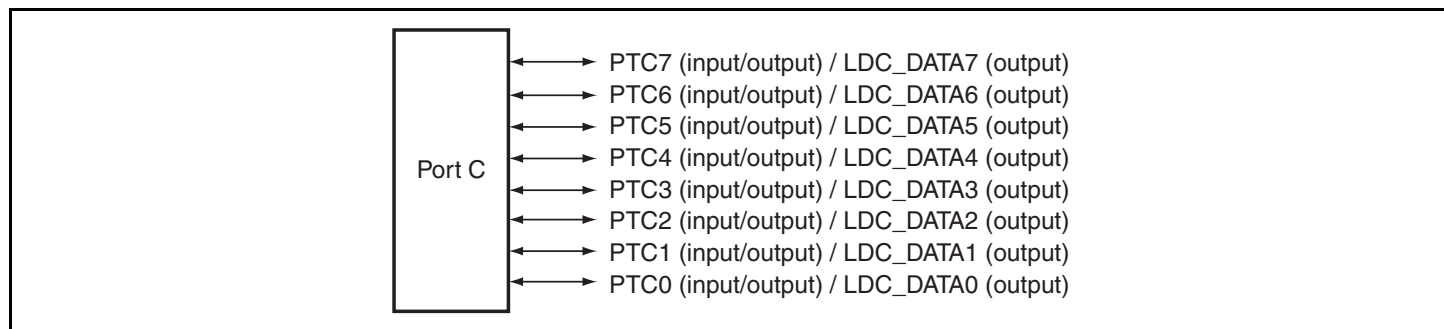 Port C
PTC7 (input/output) / LDC_DATA7 (output)
PTC6 (input/output) / LDC_DATA6 (output)
PTC5 (input/output) / LDC_DATA5 (output)
PTC4 (input/output) / LDC_DATA4 (output)
PTC3 (input/output) / LDC_DATA3 (output)
PTC2 (input/output) / LDC_DATA2 (output)
PTC1 (input/output) / LDC_DATA1 (output)
PTC0 (input/output) / LDC_DATA0 (output)